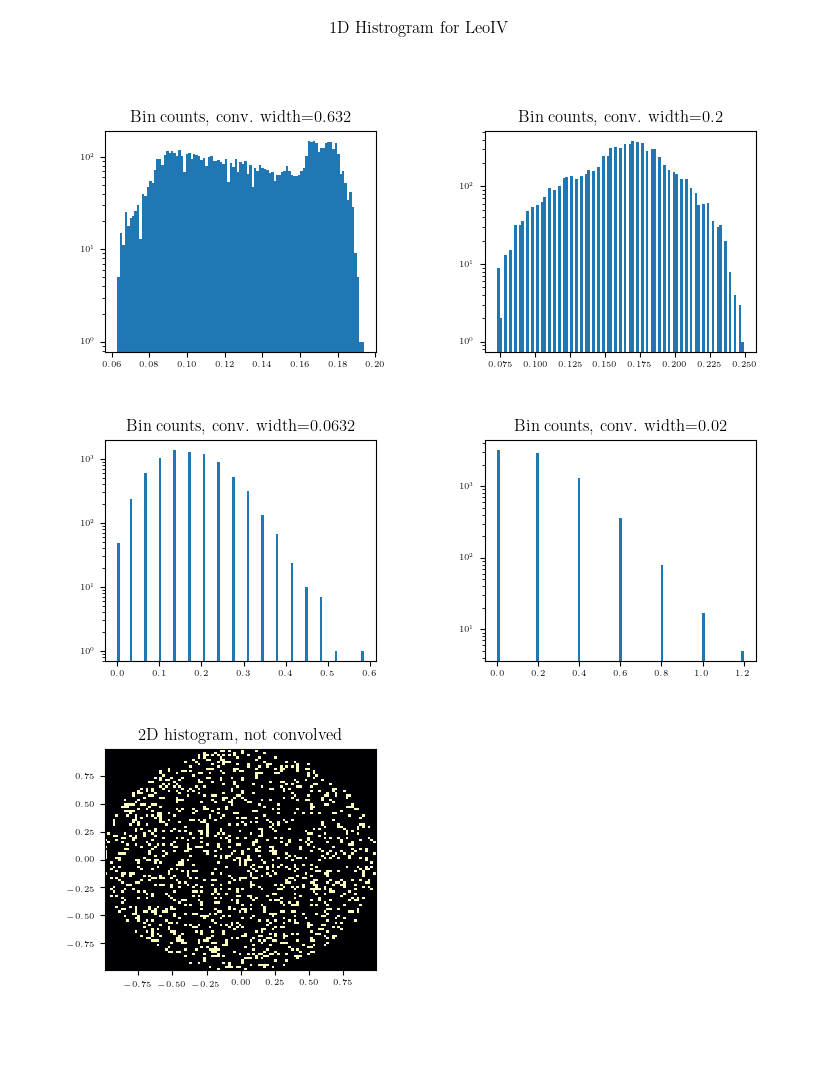 1D Histrogram for LeoIV
Bin counts, conv. width=0.632
10²
10¹
10⁰
0.06 0.08 0.10 0.12 0.14 0.16 0.18 0.20
Bin counts, conv. width=0.2
10²
10¹
10⁰
0.075 0.100 0.125 0.150 0.175 0.200 0.225 0.250
Bin counts, conv. width=0.0632
10³
10²
10¹
10⁰
0.0 0.1 0.2 0.3 0.4 0.5 0.6
Bin counts, conv. width=0.02
10³
10²
10¹
0.0 0.2 0.4 0.6 0.8 1.0 1.2
2D histogram, not convolved
0.75
0.50
0.25
0.00
−0.25
−0.50
−0.75
−0.75 −0.50 −0.25 0.00 0.25 0.50 0.75